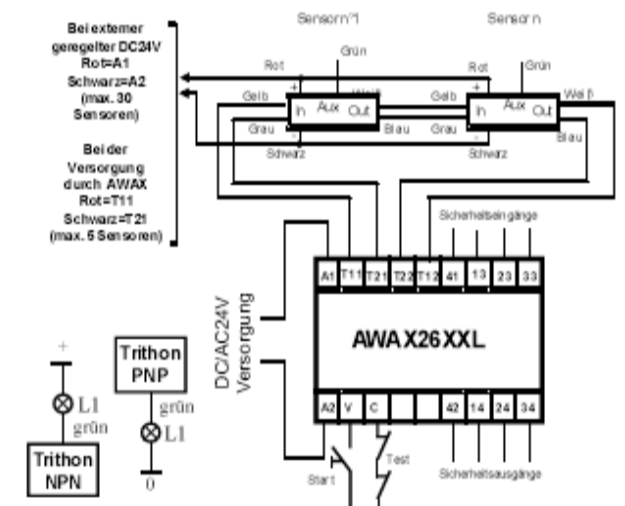 Sensor n°1
Sensor n
Bei externer
geregelter DC24V
Rot=A1
Schwarz=A2
(max. 30
Sensoren)
Bei der
Versorgung
durch AWAX
Rot=T11
Schwarz=T21
(max. 5 Sensoren)
Rot
Grün
Rot
Grün
+
+
Gelb
Weiß
Gelb
Weiß
In Aux Out
In Aux Out
Grau
Blau
Grau
Blau
-
-
Schwarz
Schwarz
Sicherheitseingänge
A1 T11 T21 T22 T12 41 13 23 33
DC/AC24V
Versorgung
AWAX26XXL
A2 V C 42 14 24 34
Start
Test
Sicherheitsausgänge
+
L1
grün
Trithon
NPN
Trithon
PNP
grün
L1
0